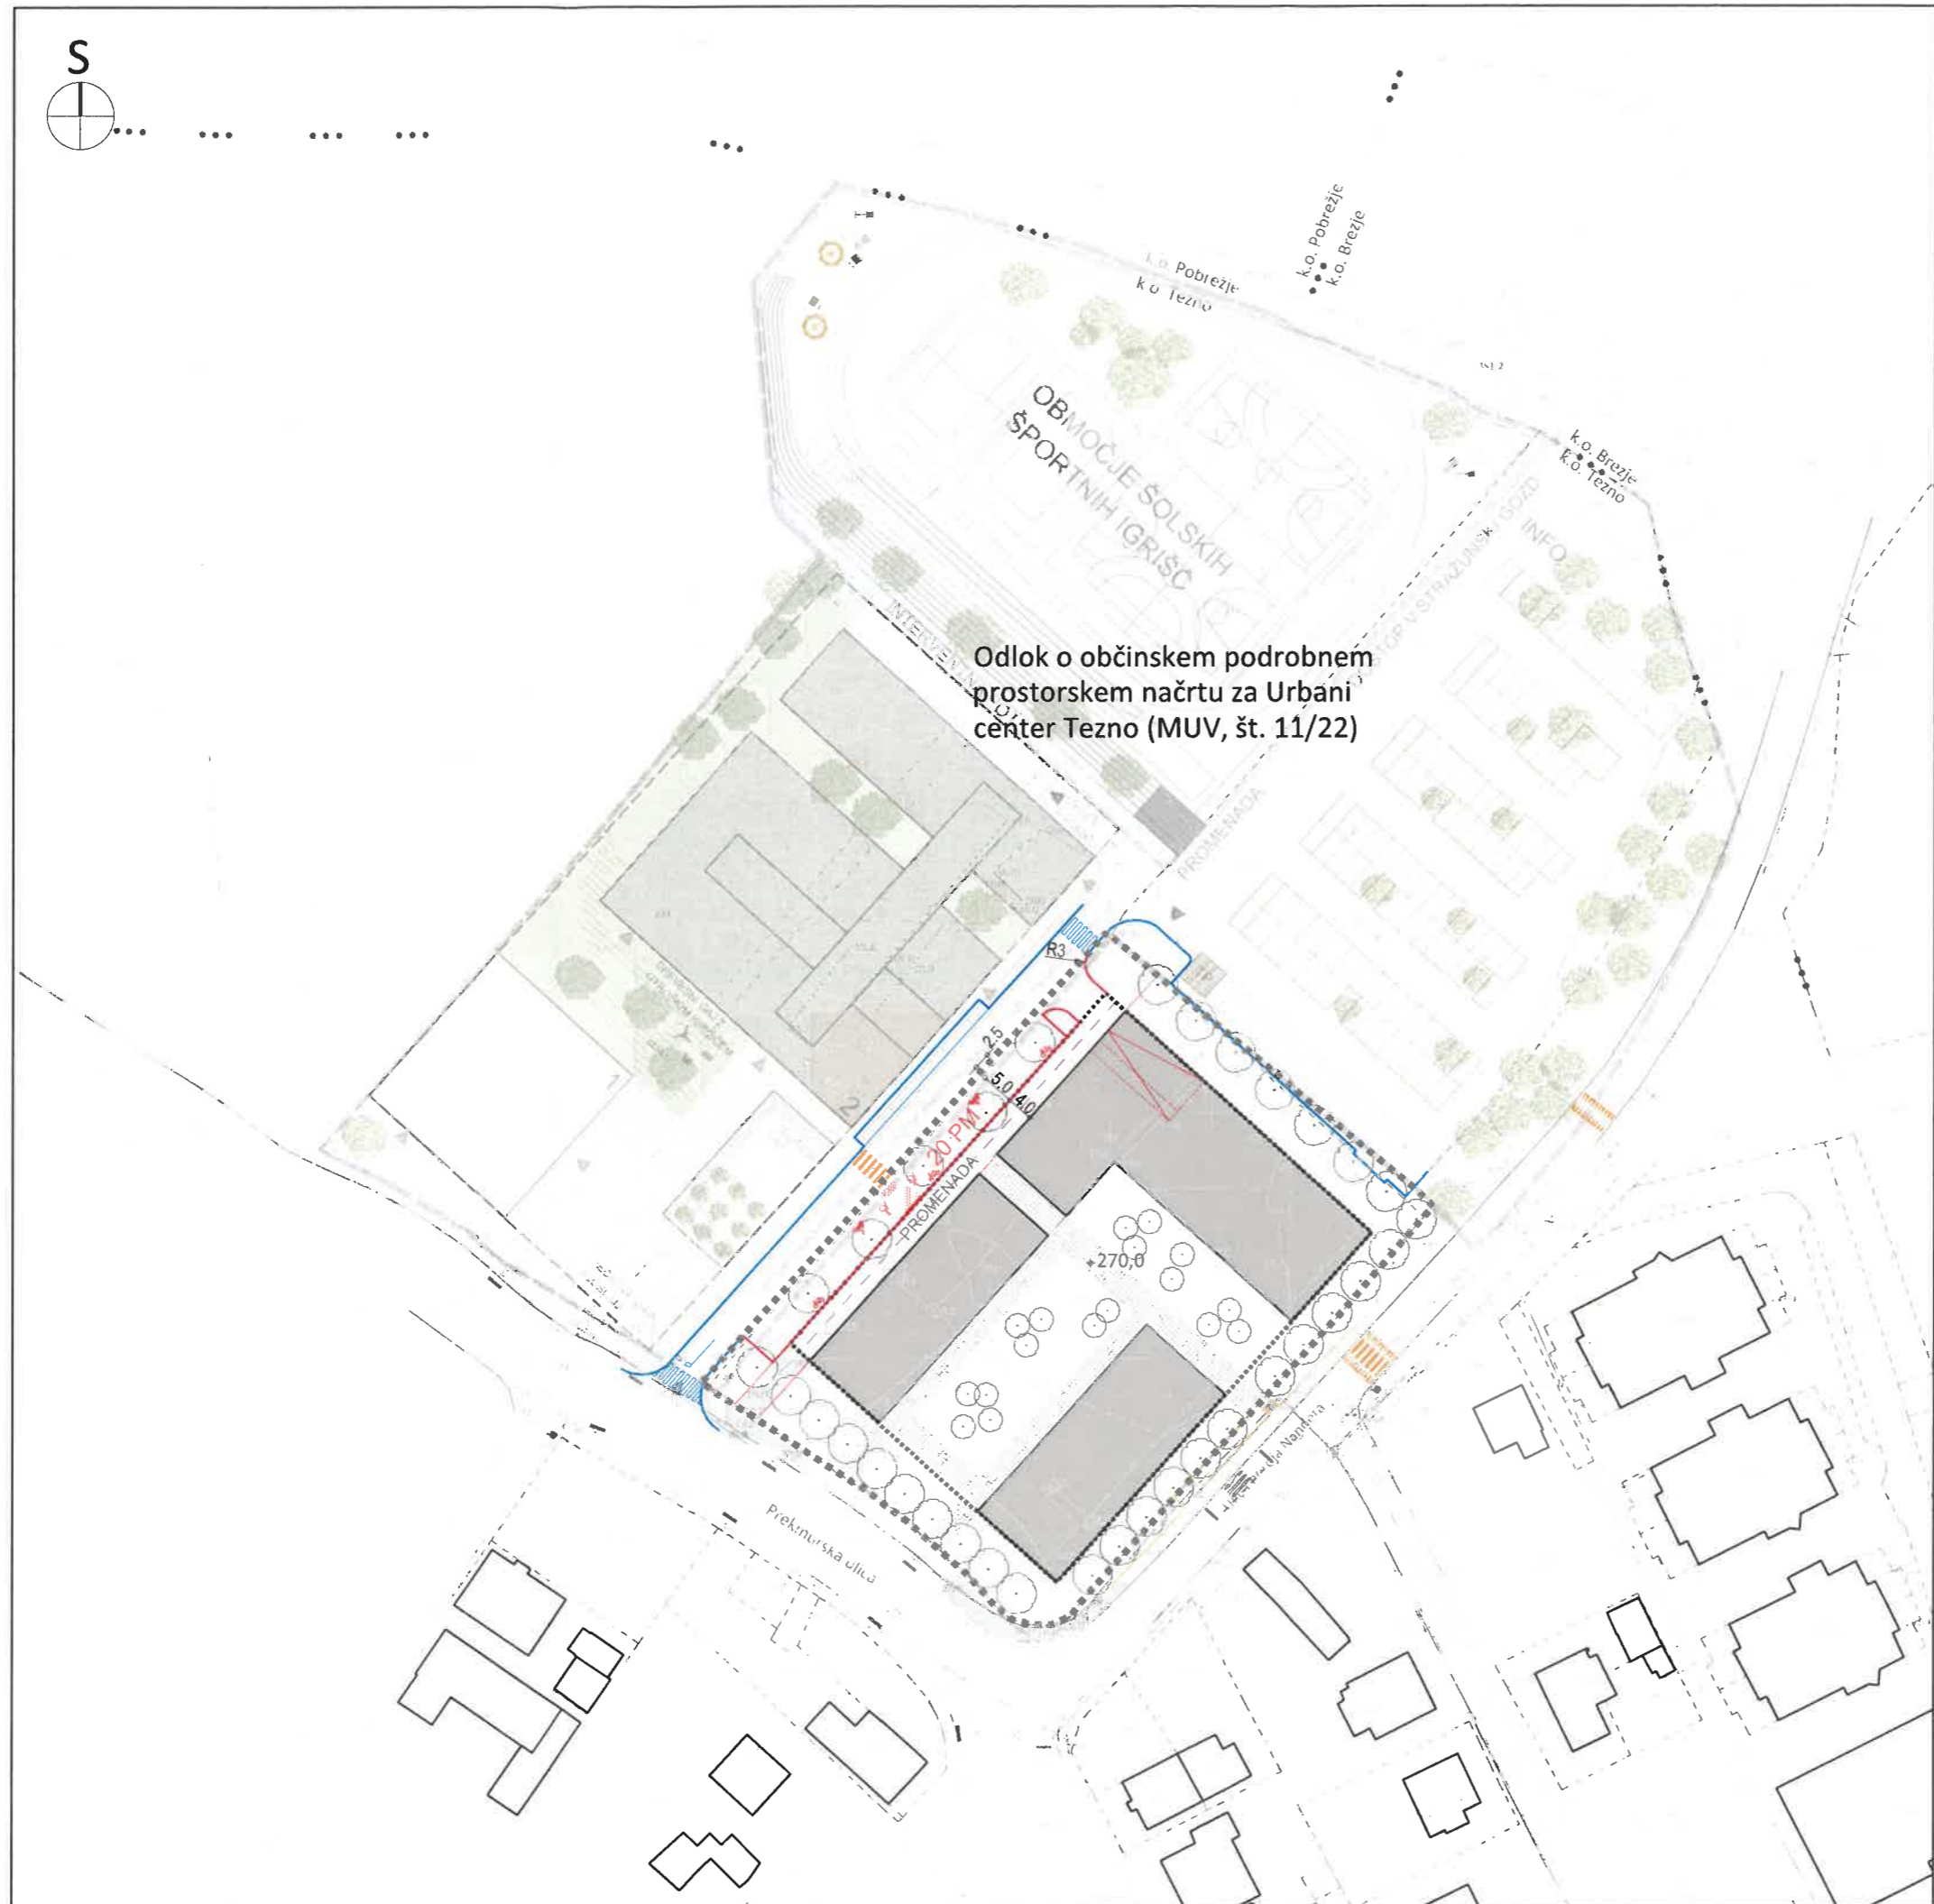 S
k.o. Pobrežje
k.o. Brezje
k.o. Pobrežje
k.o. Tezno
k.o. Brezje
k.o. Tezno
OBMOČJE ŠOLSKIH
ŠPORTNIH IGRIŠČ
INFO
Odlok o občinskem podrobnem
prostorskem načrtu za Urbani
center Tezno (MUV, št. 11/22)
PROMENADA
R3
2.5
5.0
4.0
1
2
20 PM
PROMENADA
+270,0
Prekmurska ulica